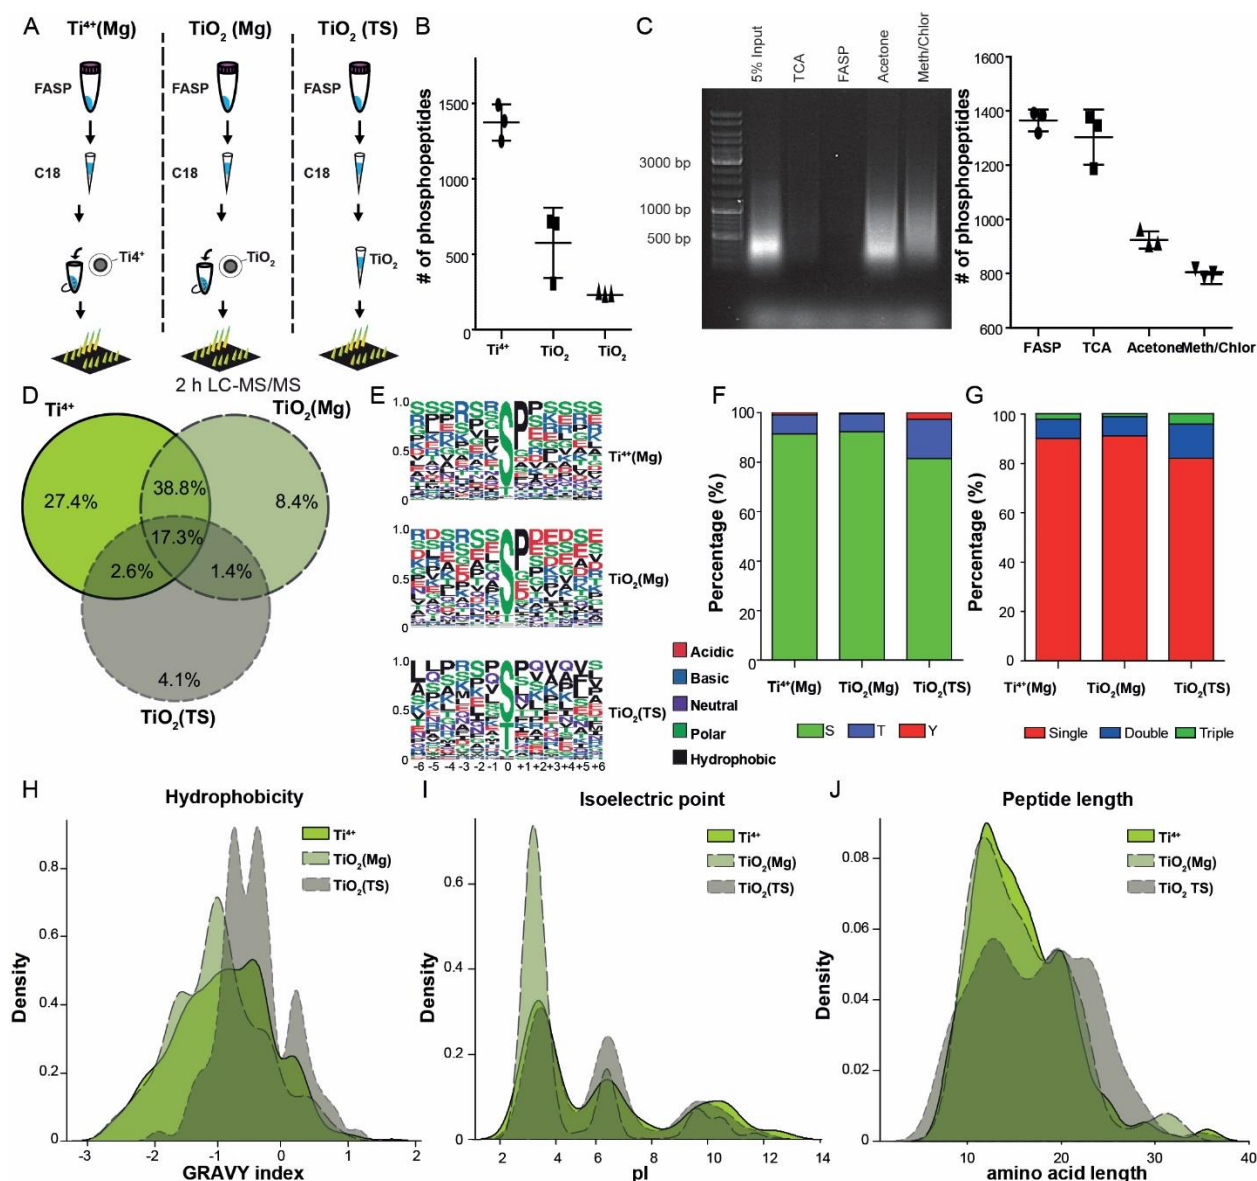 A
Ti⁴⁺(Mg)
TiO₂ (Mg)
TiO₂ (TS)
FASP
FASP
FASP
C18
C18
C18
Ti4⁺
TiO₂
TiO₂
2 h LC-MS/MS
B
# of phosphopeptides
1500
1000
500
0
Ti⁴⁺
TiO₂
TiO₂
C
5% Input
TCA
FASP
Acetone
Meth/Chlor
3000 bp
1000 bp
500 bp
# of phosphopeptides
1600
1400
1200
1000
800
600
FASP
TCA
Acetone
Meth/Chlor
D
Ti⁴⁺
TiO₂(Mg)
27.4%
38.8%
8.4%
17.3%
2.6%
1.4%
4.1%
TiO₂(TS)
E
1.0
0.5
0
Ti⁴⁺(Mg)
1.0
0.5
0
TiO₂(Mg)
1.0
0.5
0
TiO₂(TS)
-6 -5 -4 -3 -2 -1 0 +1 +2 +3 +4 +5 +6
Acidic
Basic
Neutral
Polar
Hydrophobic
F
Percentage (%)
100
80
60
40
20
0
Ti⁴⁺(Mg)
TiO₂(Mg)
TiO₂(TS)
S
T
Y
G
Percentage (%)
100
80
60
40
20
0
Ti⁴⁺(Mg)
TiO₂(Mg)
TiO₂(TS)
Single
Double
Triple
H
Hydrophobicity
Ti⁴⁺
TiO₂(Mg)
TiO₂(TS)
Density
0.8
0.6
0.4
0.2
0
-3 -2 -1 0 1 2
GRAVY index
I
Isoelectric point
Ti⁴⁺
TiO₂(Mg)
TiO₂(TS)
Density
0.6
0.4
0.2
0
2 4 6 8 10 12 14
pI
J
Peptide length
Ti⁴⁺
TiO₂(Mg)
TiO₂ TS)
Density
0.08
0.06
0.04
0.02
0
10 20 30 40
amino acid length